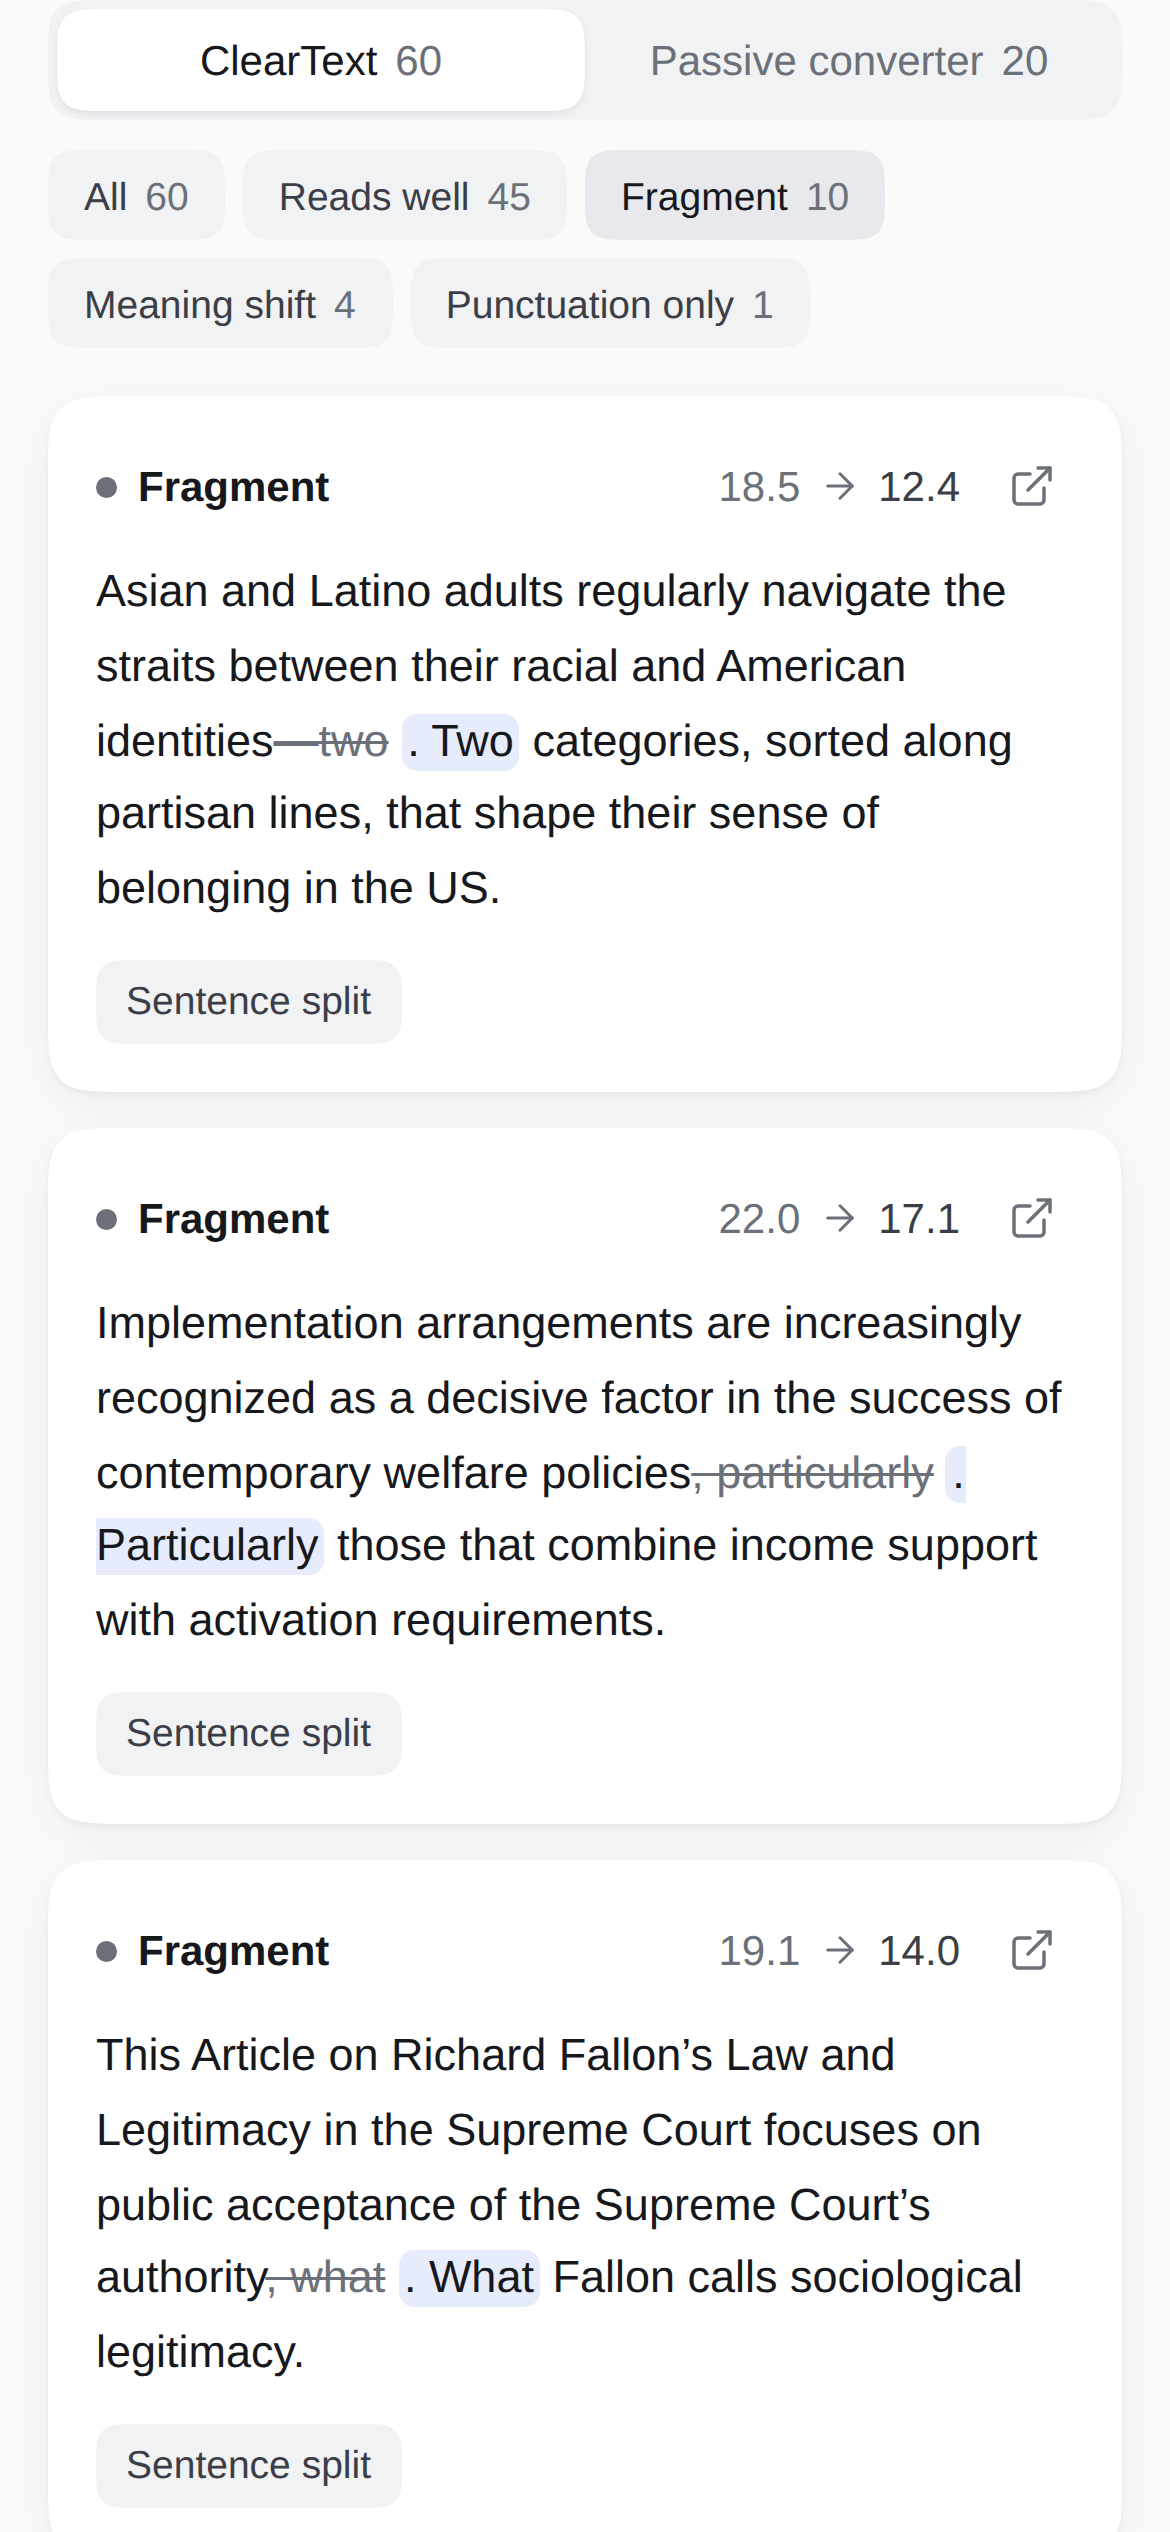 ClearText 60 Passive converter 20
All 60 Reads well 45 Fragment 10
Meaning shift 4 Punctuation only 1
Fragment 18.5 → 12.4
Asian and Latino adults regularly navigate the
straits between their racial and American
identities—two . Two categories, sorted along
partisan lines, that shape their sense of
belonging in the US.
Sentence split
Fragment 22.0 → 17.1
Implementation arrangements are increasingly
recognized as a decisive factor in the success of
contemporary welfare policies, particularly .
Particularly those that combine income support
with activation requirements.
Sentence split
Fragment 19.1 → 14.0
This Article on Richard Fallon’s Law and
Legitimacy in the Supreme Court focuses on
public acceptance of the Supreme Court’s
authority, what . What Fallon calls sociological
legitimacy.
Sentence split